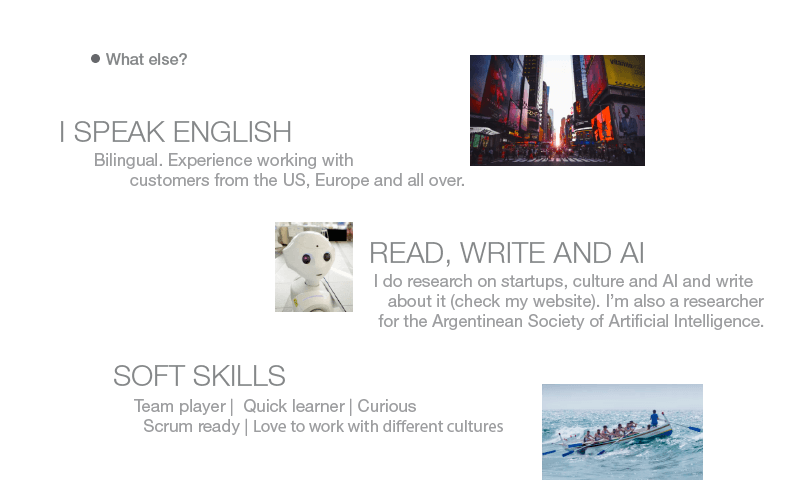 ● What else?
I SPEAK ENGLISH
Bilingual. Experience working with
customers from the US, Europe and all over.
READ, WRITE AND AI
I do research on startups, culture and AI and write
about it (check my website). I'm also a researcher
for the Argentinean Society of Artificial Intelligence.
SOFT SKILLS
Team player |  Quick learner | Curious
Scrum ready | Love to work with different cultures